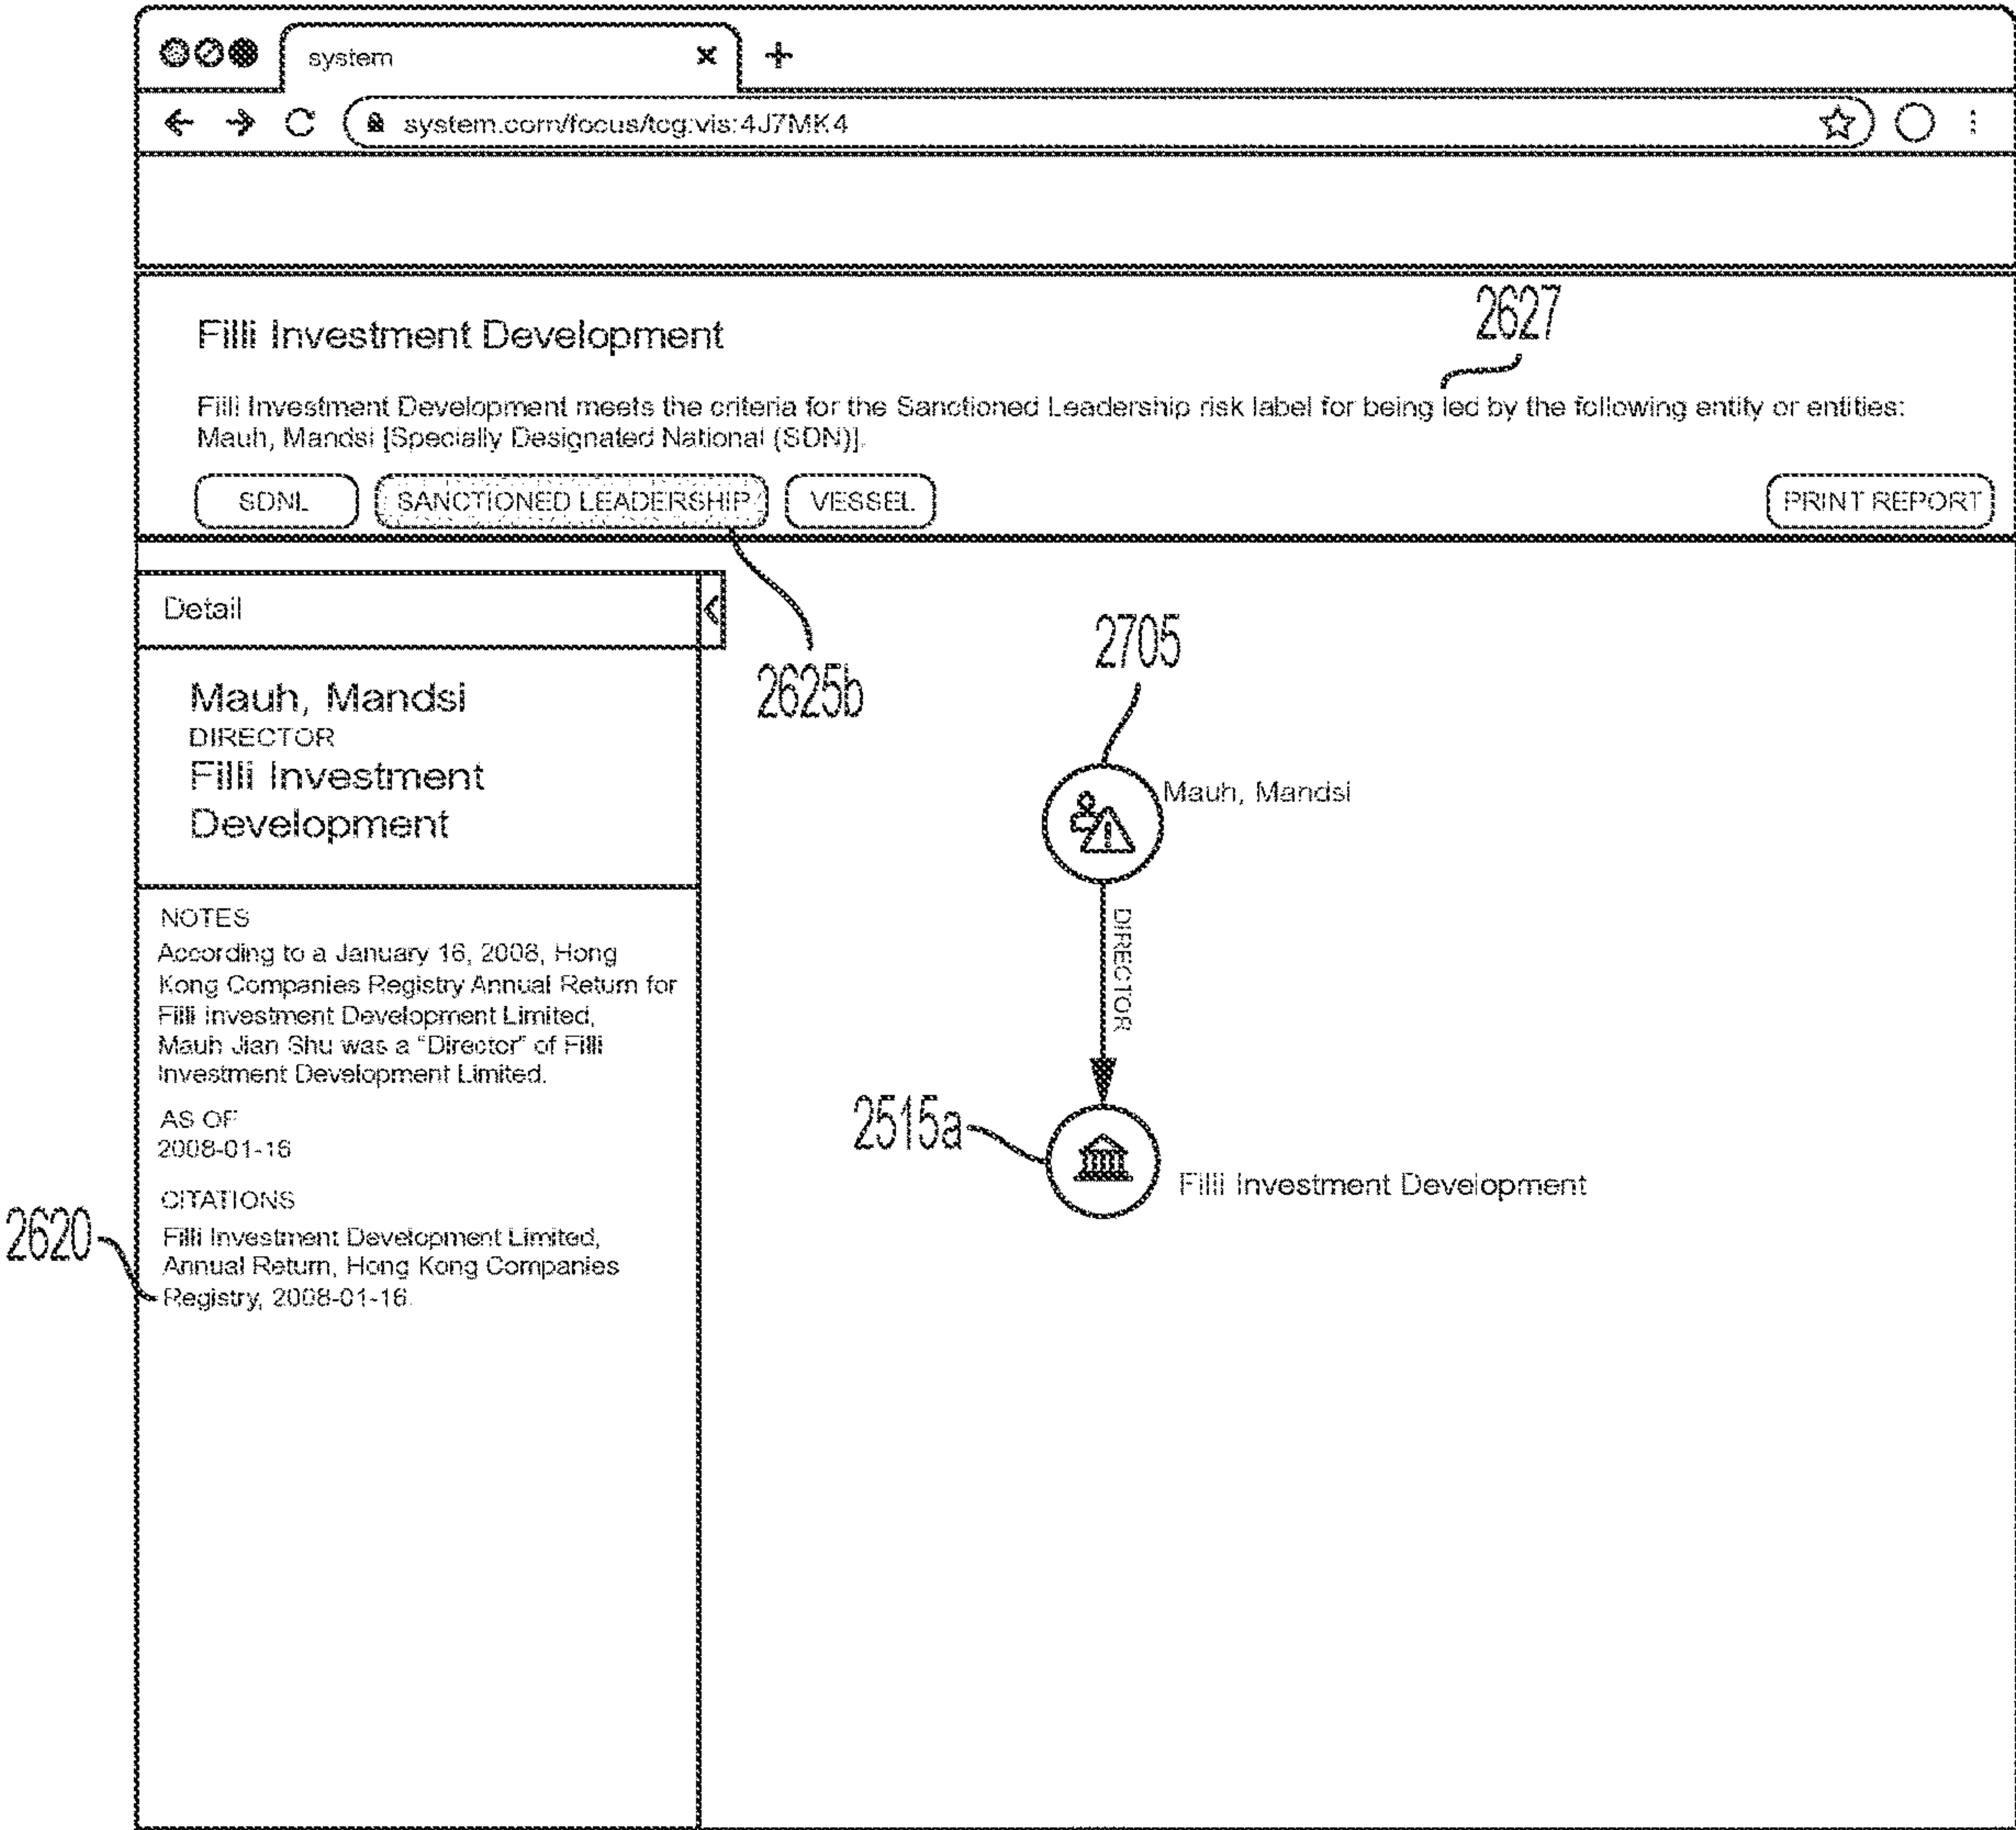 system
system.com/focus/tcg:vis:4J7MK4
2627
Filli Investment Development
Filli Investment Development meets the criteria for the Sanctioned Leadership risk label for being led by the following entity or entities:
Mauh, Mandsi [Specially Designated National (SDN)].
SDNL
SANCTIONED LEADERSHIP
VESSEL
PRINT REPORT
Detail
2625b
Mauh, Mandsi
DIRECTOR
Filli Investment
Development
NOTES
According to a January 16, 2008, Hong
Kong Companies Registry Annual Return for
Filli Investment Development Limited,
Mauh Jian Shu was a "Director" of Filli
Investment Development Limited.
AS OF
2008-01-16
CITATIONS
Filli Investment Development Limited,
Annual Return, Hong Kong Companies
Registry, 2008-01-16.
2620
2705
Mauh, Mandsi
DIRECTOR
2515a
Filli Investment Development